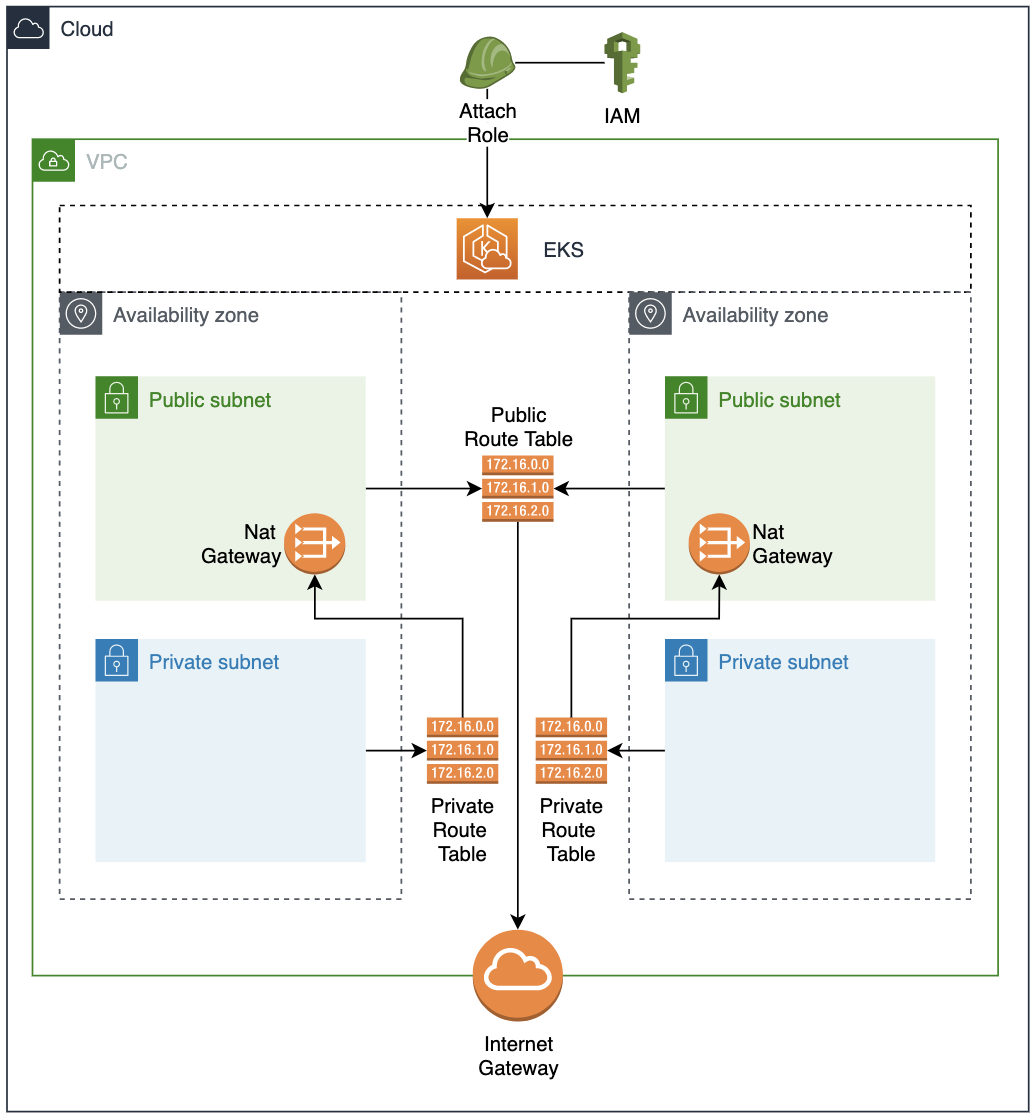 Cloud
Attach
Role
IAM
VPC
EKS
Availability zone
Availability zone
Public subnet
Public subnet
Public
Route Table
172.16.0.0
172.16.1.0
172.16.2.0
Nat
Gateway
Nat
Gateway
Private subnet
Private subnet
172.16.0.0
172.16.1.0
172.16.2.0
172.16.0.0
172.16.1.0
172.16.2.0
Private
Route
Table
Private
Route
Table
Internet
Gateway